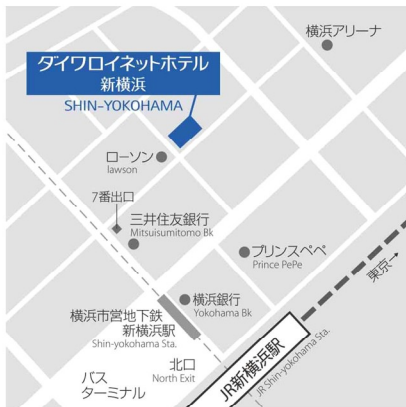 横浜アリーナ
ダイワロイネットホテル
新横浜
SHIN-YOKOHAMA
ローソン
lawson
7番出口
三井住友銀行
Mitsuisumitomo Bk
プリンスペペ
Prince PePe
東京→
横浜銀行
Yokohama Bk
横浜市営地下鉄
新横浜駅
Shin-yokohama Sta.
JR新横浜駅
JR Shin-yokohama Sta.
北口
North Exit
バス
ターミナル